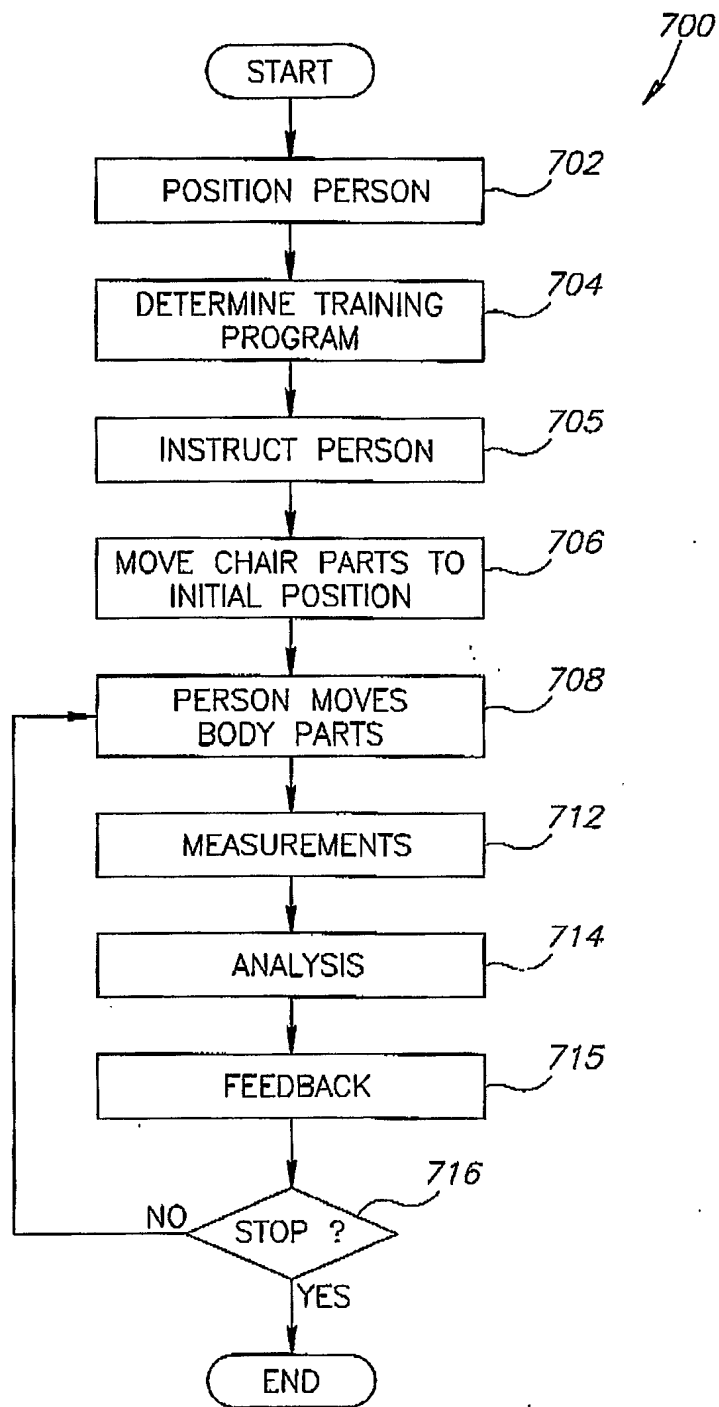 700
START
POSITION PERSON
702
DETERMINE TRAINING
PROGRAM
704
INSTRUCT PERSON
705
MOVE CHAIR PARTS TO
INITIAL POSITION
706
PERSON MOVES
BODY PARTS
708
MEASUREMENTS
712
ANALYSIS
714
FEEDBACK
715
716
NO
STOP ?
YES
END